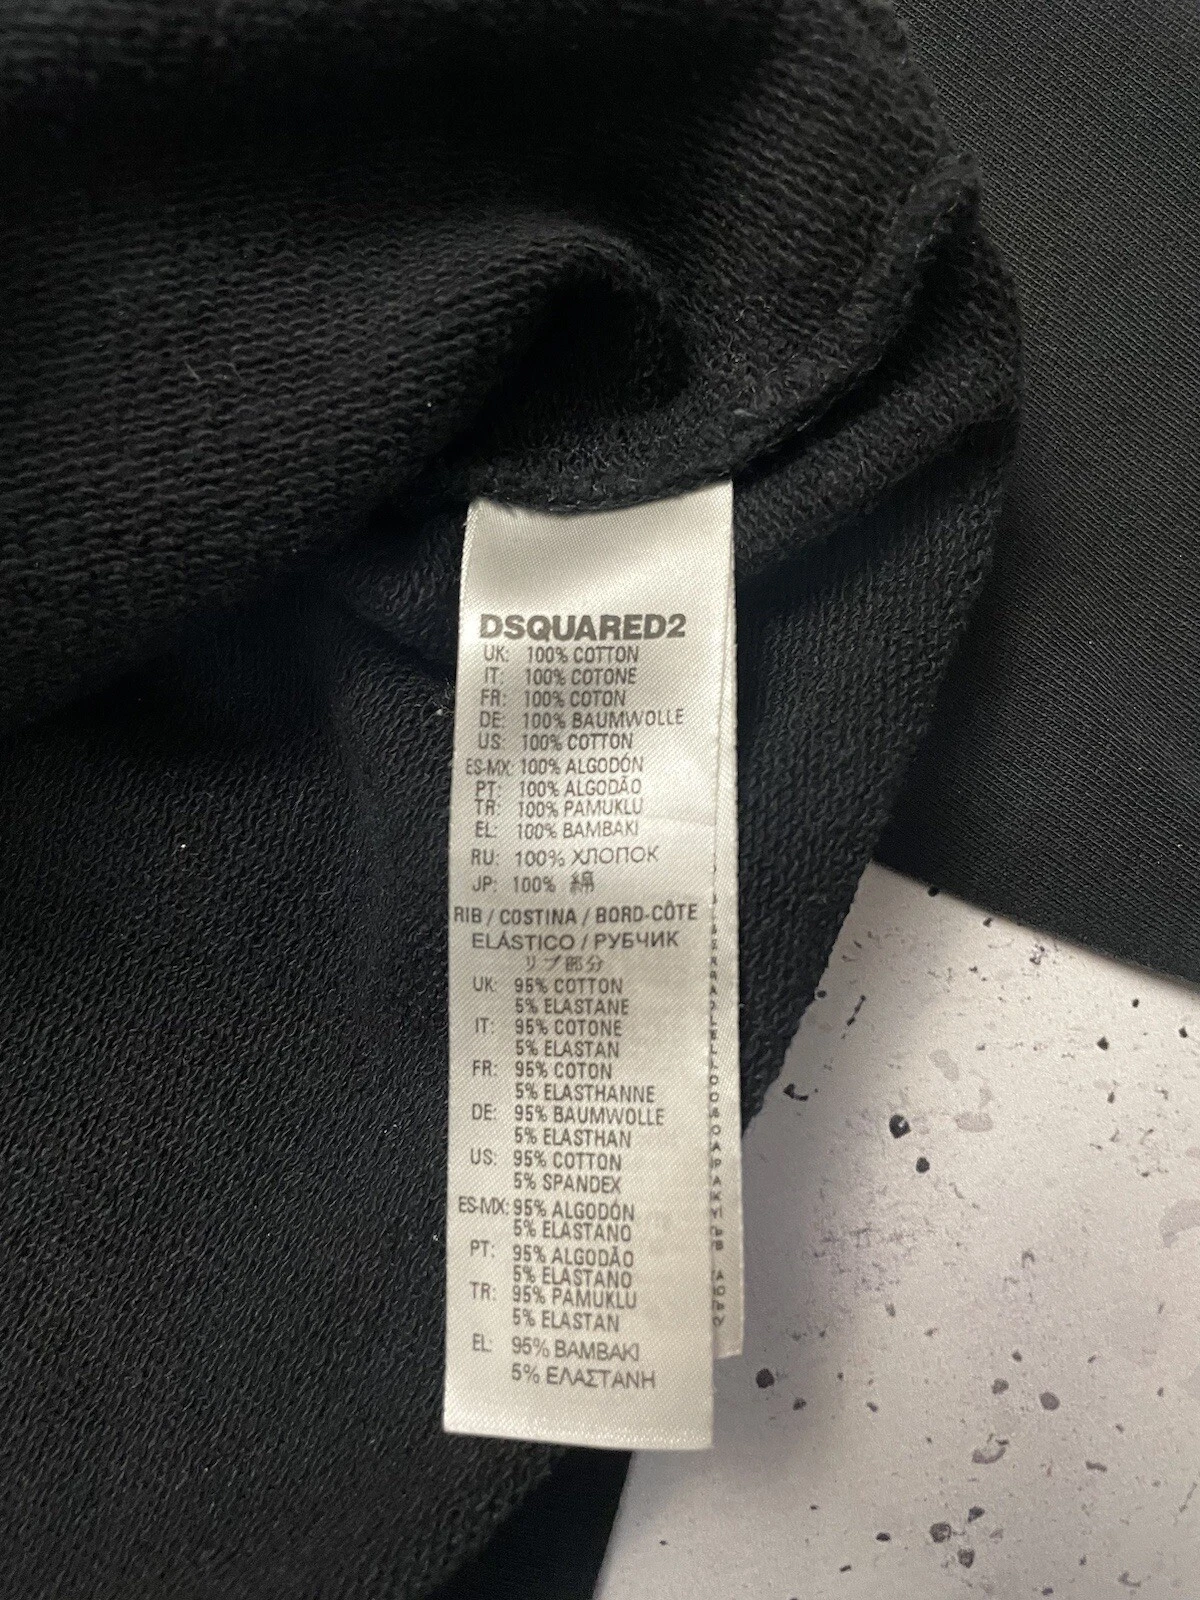 DSQUARED2
UK: 100% COTTON
IT: 100% COTONE
FR: 100% COTON
DE: 100% BAUMWOLLE
US: 100% COTTON
ES-MX: 100% ALGODÓN
PT: 100% ALGODÃO
TR: 100% PAMUKLU
EL: 100% BAMBAKI
RU: 100% ХЛОПОК
JP: 100% 綿
RIB / COSTINA / BORD-CÔTE
ELÁSTICO / РУБЧИК
リブ部分
UK: 95% COTTON
5% ELASTANE
IT: 95% COTONE
5% ELASTAN
FR: 95% COTON
5% ELASTHANNE
DE: 95% BAUMWOLLE
5% ELASTHAN
US: 95% COTTON
5% SPANDEX
ES-MX: 95% ALGODÓN
5% ELASTANO
PT: 95% ALGODÃO
5% ELASTANO
TR: 95% PAMUKLU
5% ELASTAN
EL: 95% BAMBAKI
5% ΕΛΑΣΤΑΝΗ